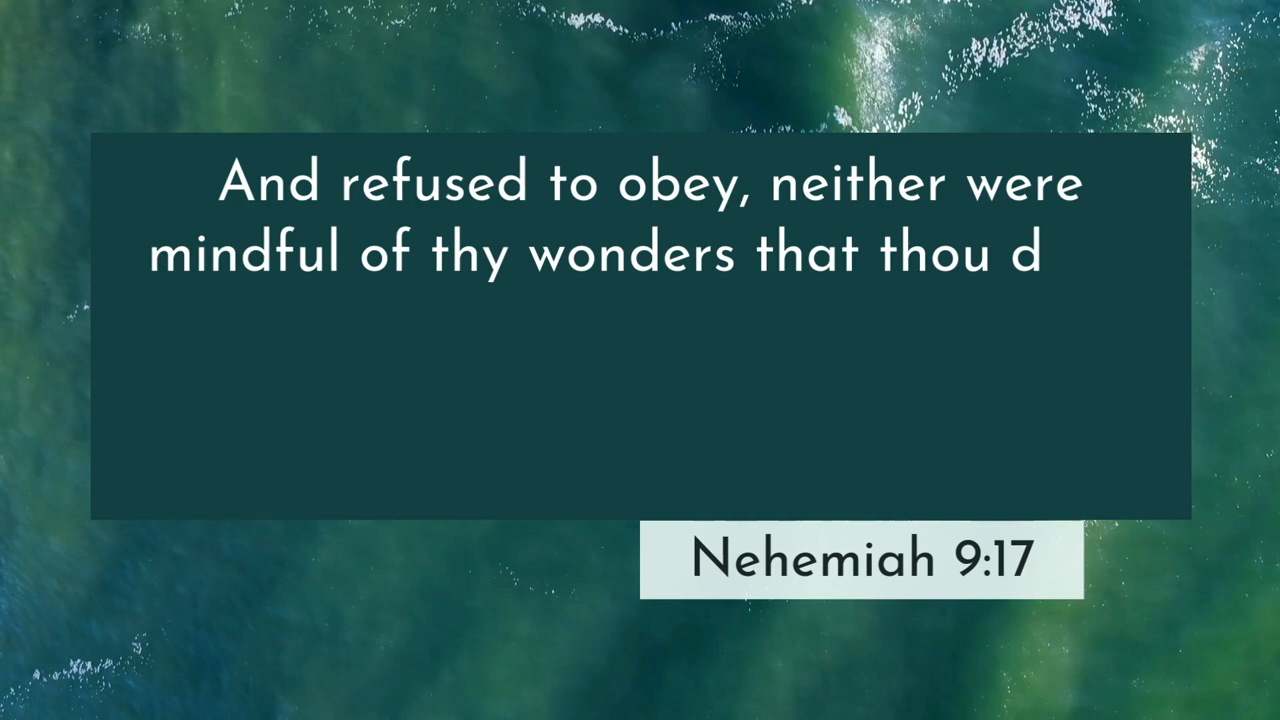 And refused to obey, neither were
mindful of thy wonders that thou d
Nehemiah 9:17